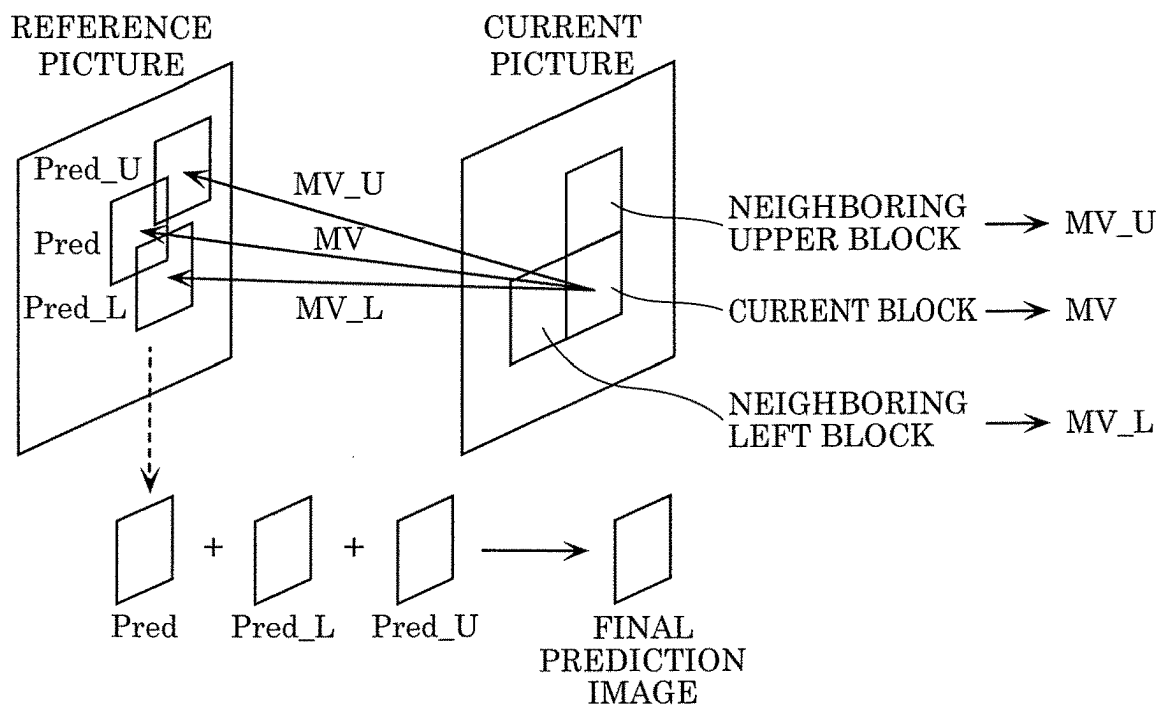 REFERENCE
PICTURE
CURRENT
PICTURE
Pred_U
MV_U
NEIGHBORING
UPPER BLOCK
MV_U
Pred
MV
Pred_L
MV_L
CURRENT BLOCK
MV
NEIGHBORING
LEFT BLOCK
MV_L
+
+
Pred
Pred_L
Pred_U
FINAL
PREDICTION
IMAGE